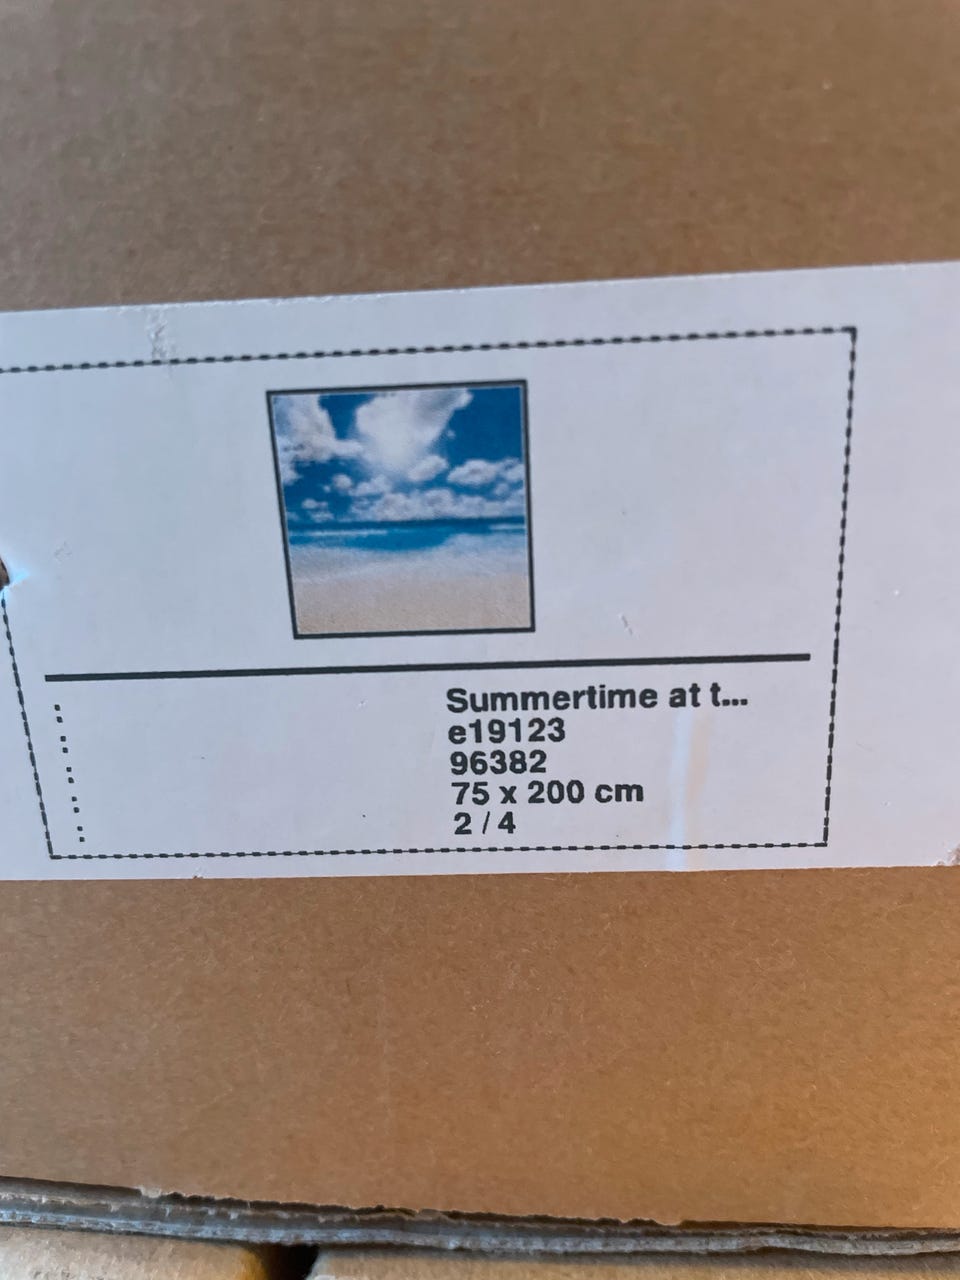 Summertime at t...
e19123
96382
75 x 200 cm
2 / 4